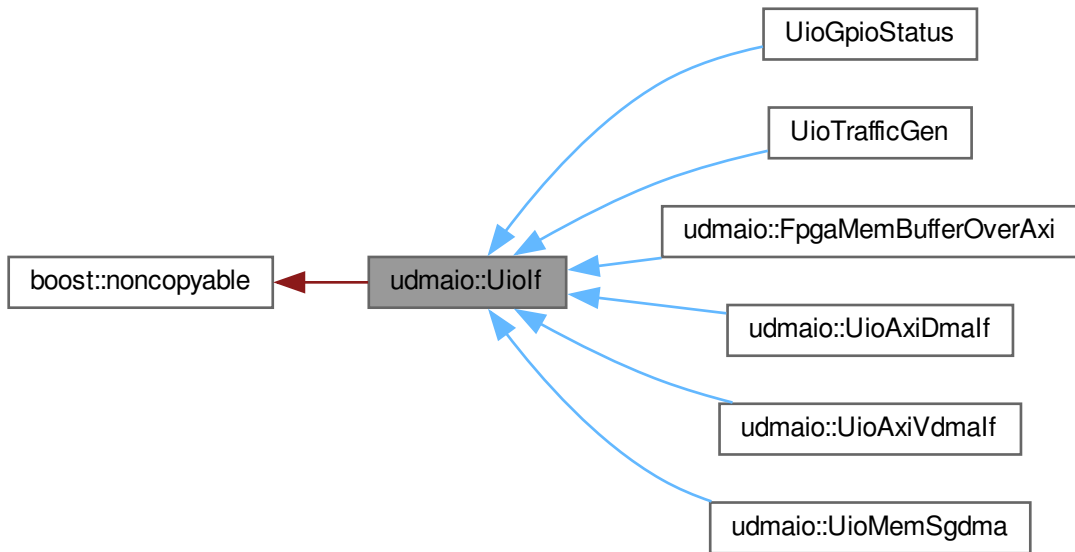 UioGpioStatus
UioTrafficGen
udmaio::FpgaMemBufferOverAxi
boost::noncopyable
udmaio::UioIf
udmaio::UioAxiDmaIf
udmaio::UioAxiVdmaIf
udmaio::UioMemSgdma